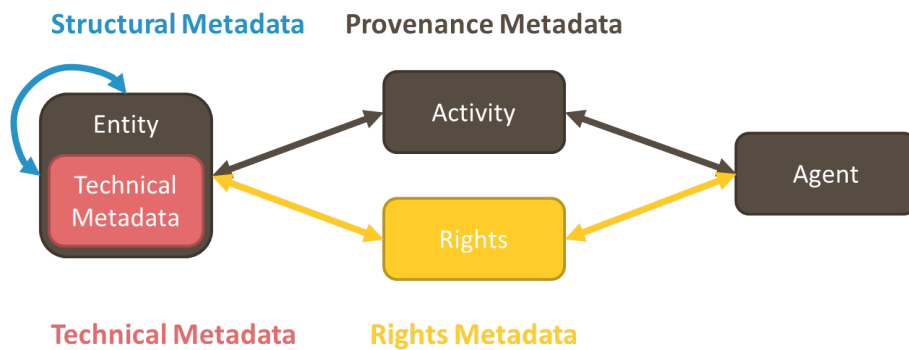 Structural Metadata
Provenance Metadata
Entity
Technical
Metadata
Activity
Rights
Agent
Technical Metadata
Rights Metadata